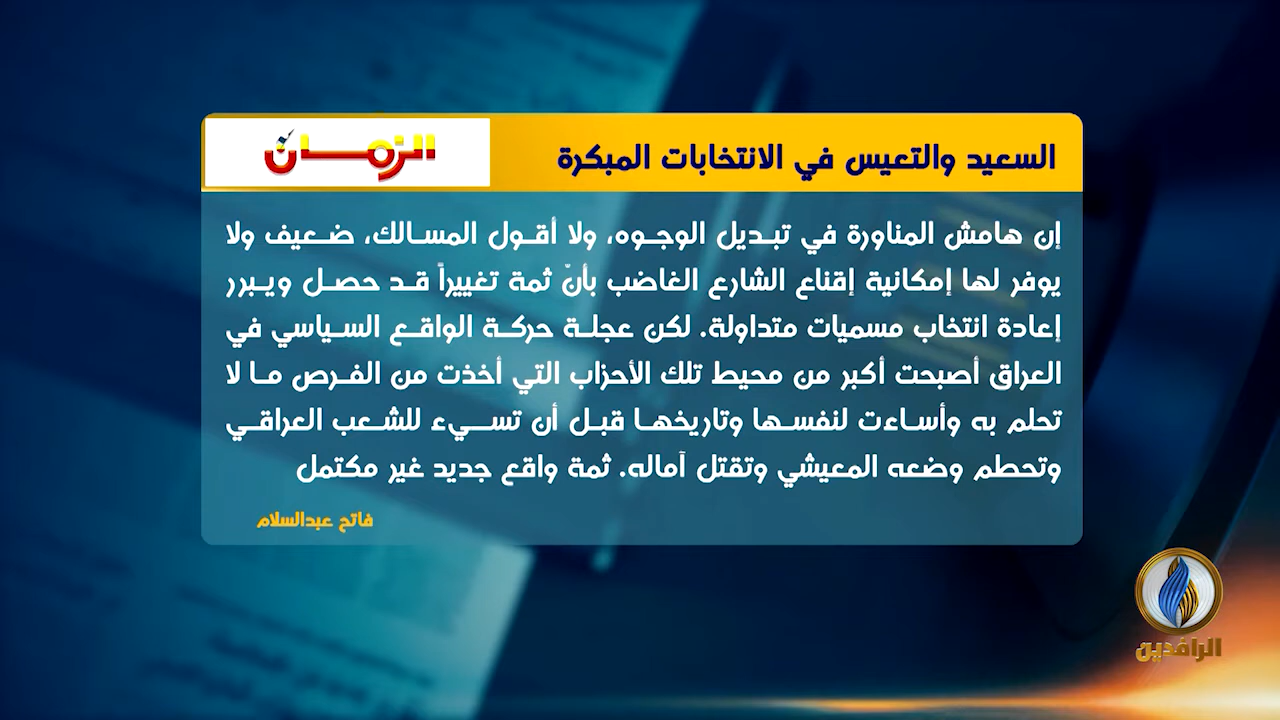 الزمان
السعيد والتعيس في الانتخابات المبكرة
إن هامش المناورة في تبديل الوجوه، ولا أقول المسالك، ضعيف ولا
يوفر لها إمكانية إقناع الشارع الغاضب بأنّ ثمة تغييراً قد حصل ويبرر
إعادة انتخاب مسميات متداولة. لكن عجلة حركة الواقع السياسي في
العراق أصبحت أكبر من محيط تلك الأحزاب التي أخذت من الفرص ما لا
تحلم به وأساءت لنفسها وتاريخها قبل أن تسيء للشعب العراقي
وتحطم وضعه المعيشي وتقتل آماله. ثمة واقع جديد غير مكتمل
فاتح عبدالسلام
الرافدين